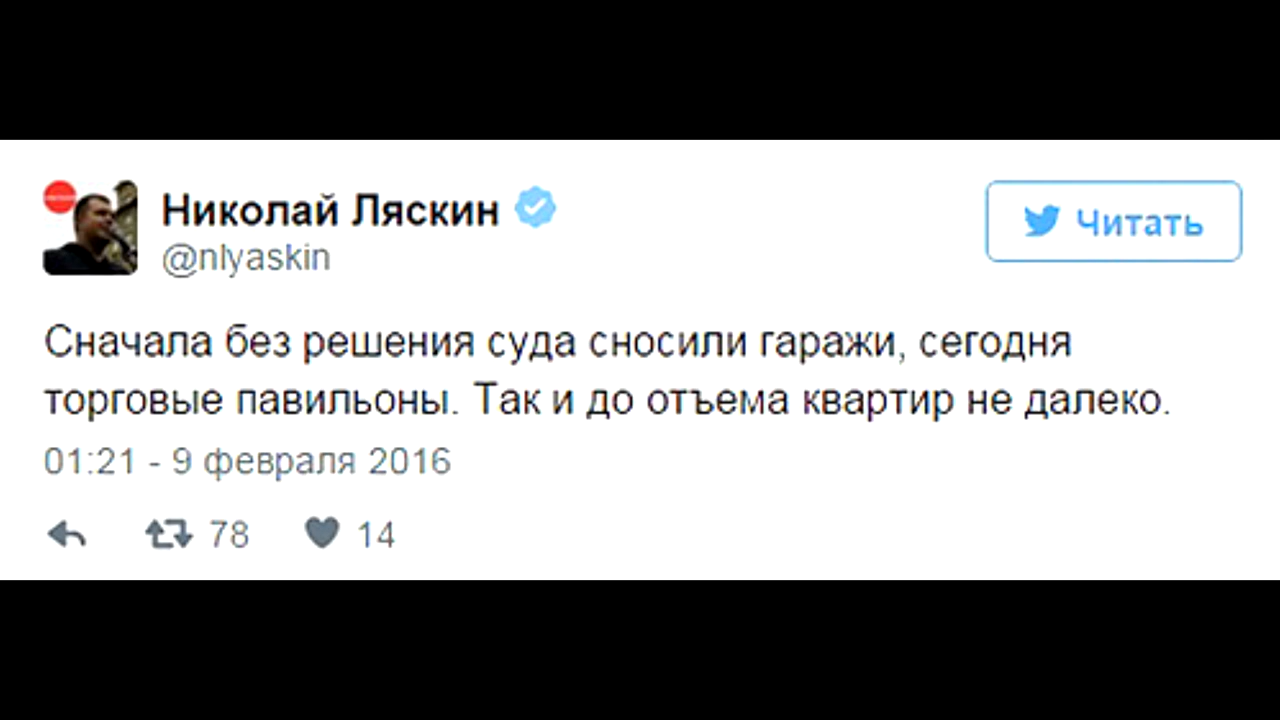 Николай Ляскин
@nlyaskin
Читать
Сначала без решения суда сносили гаражи, сегодня
торговые павильоны. Так и до отъема квартир не далеко.
01:21 - 9 февраля 2016
78 14